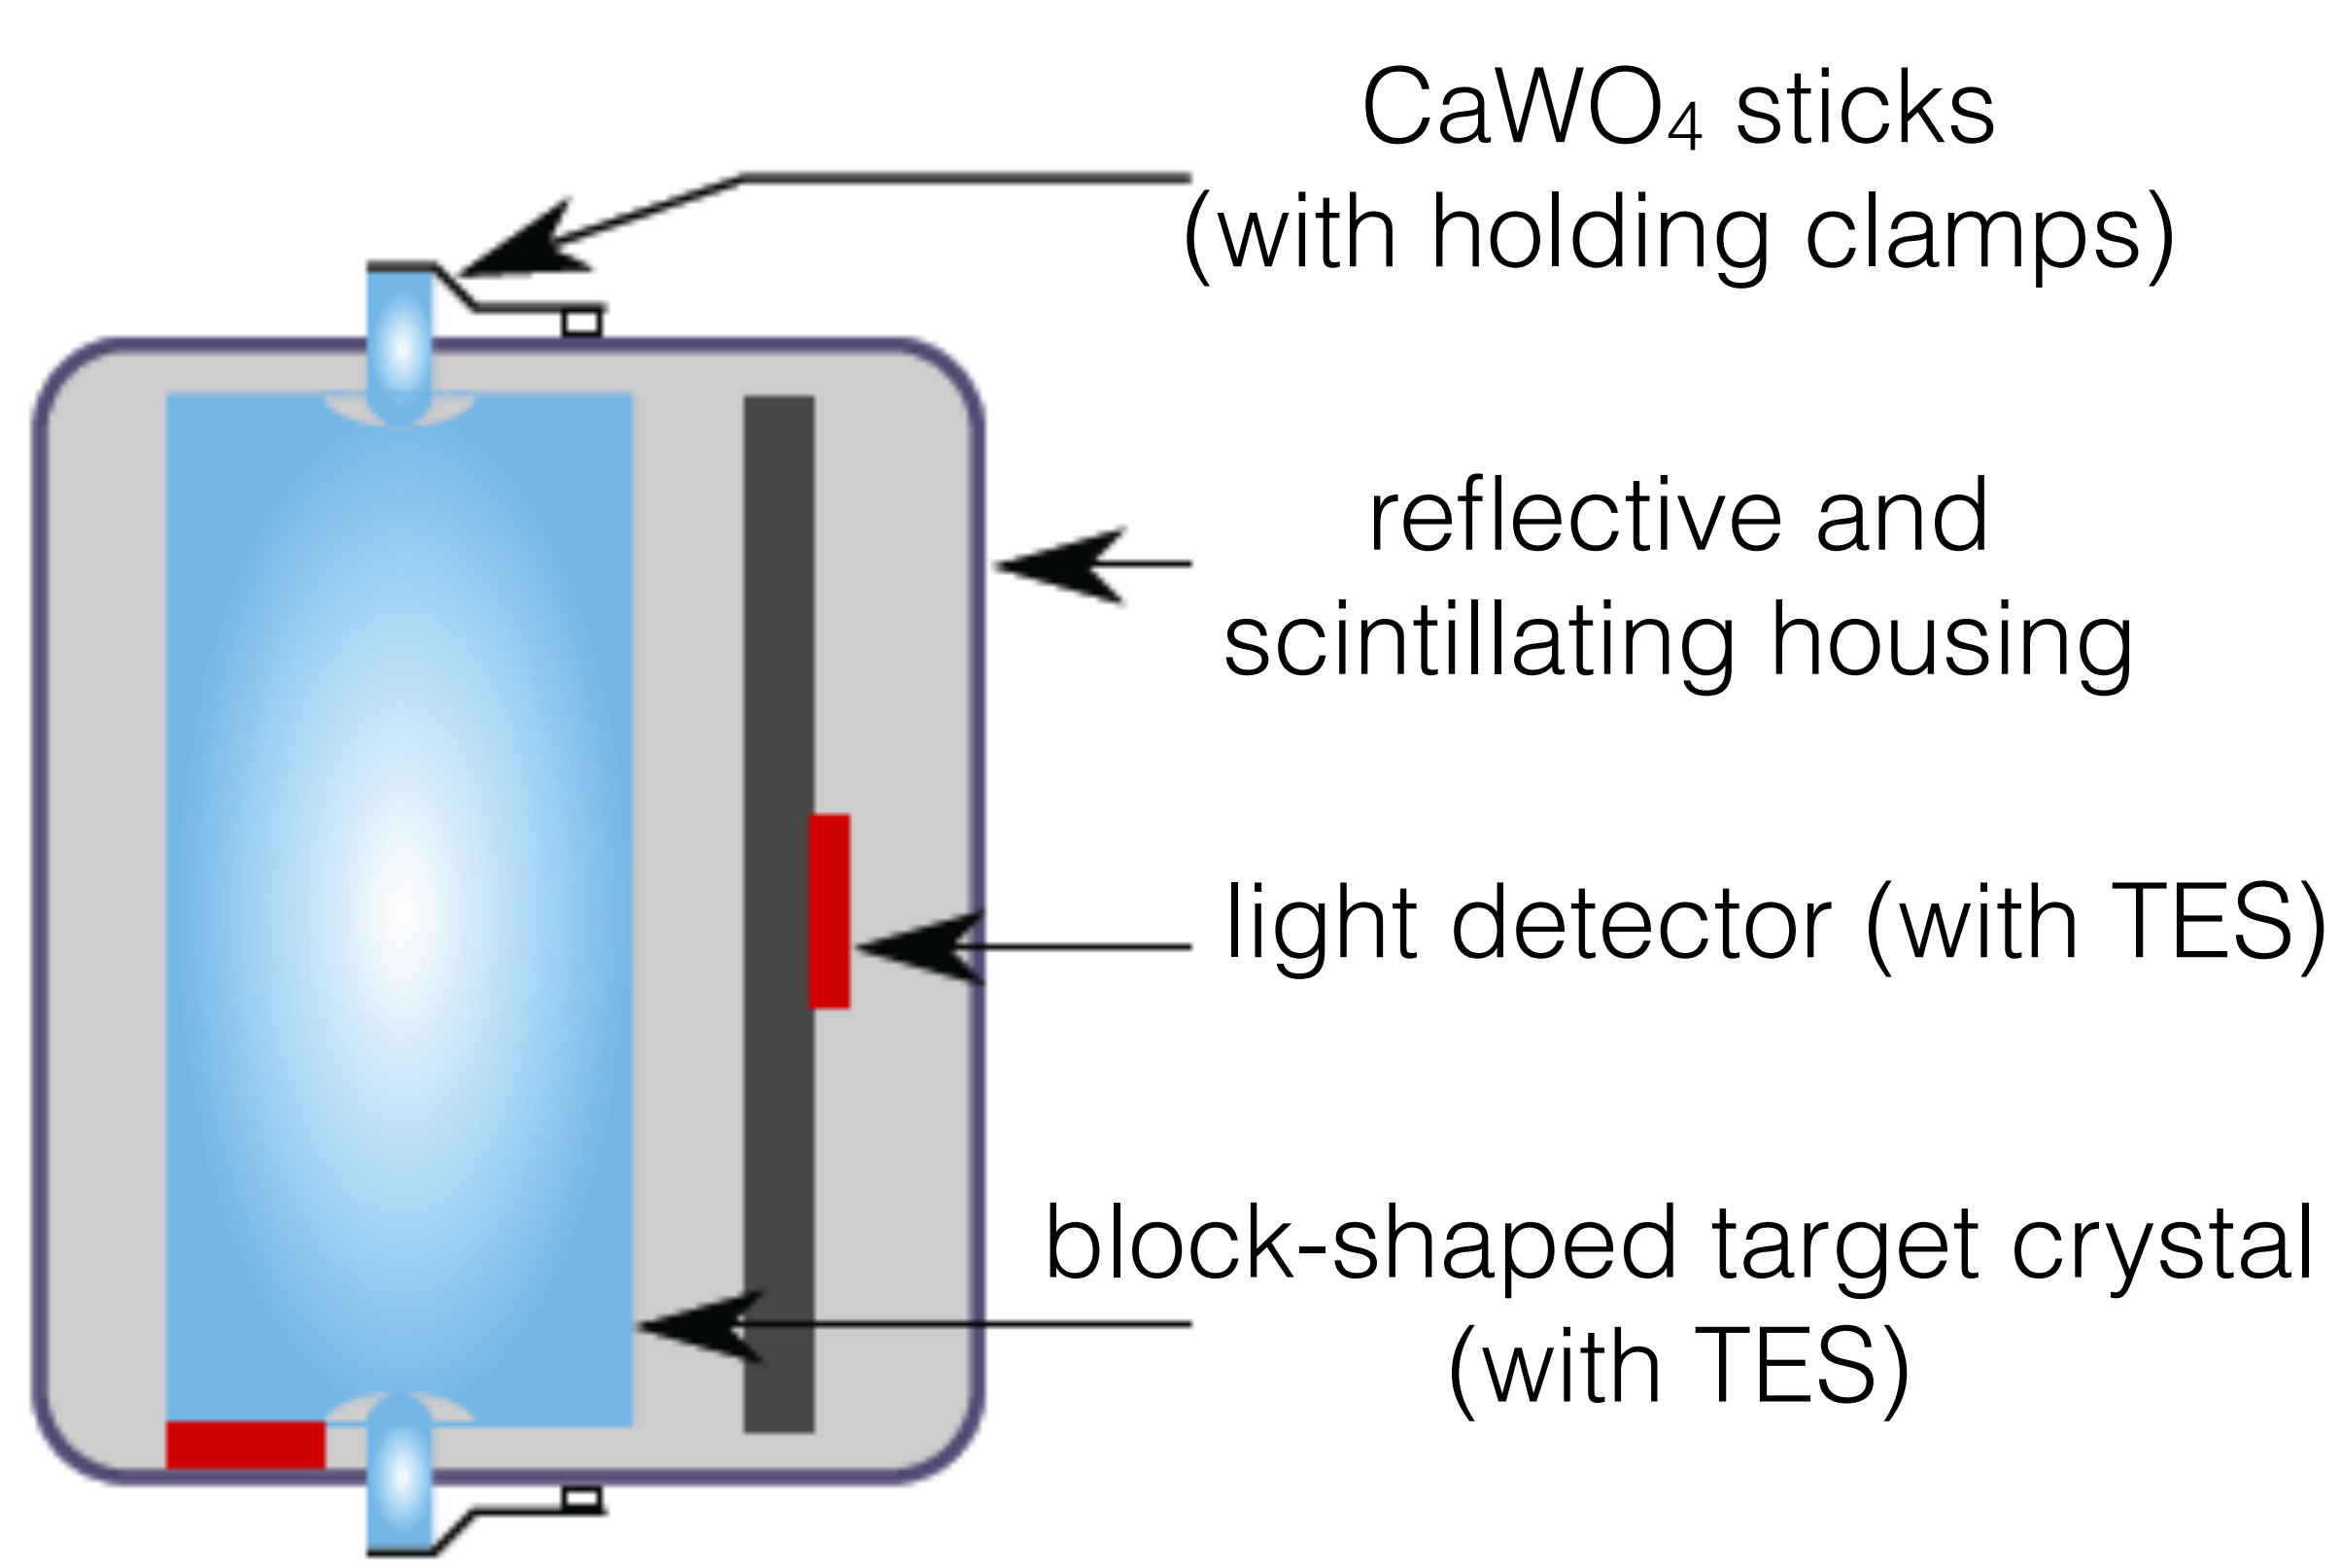 CaWO₄ sticks
(with holding clamps)
reflective and
scintillating housing
light detector (with TES)
block-shaped target crystal
(with TES)